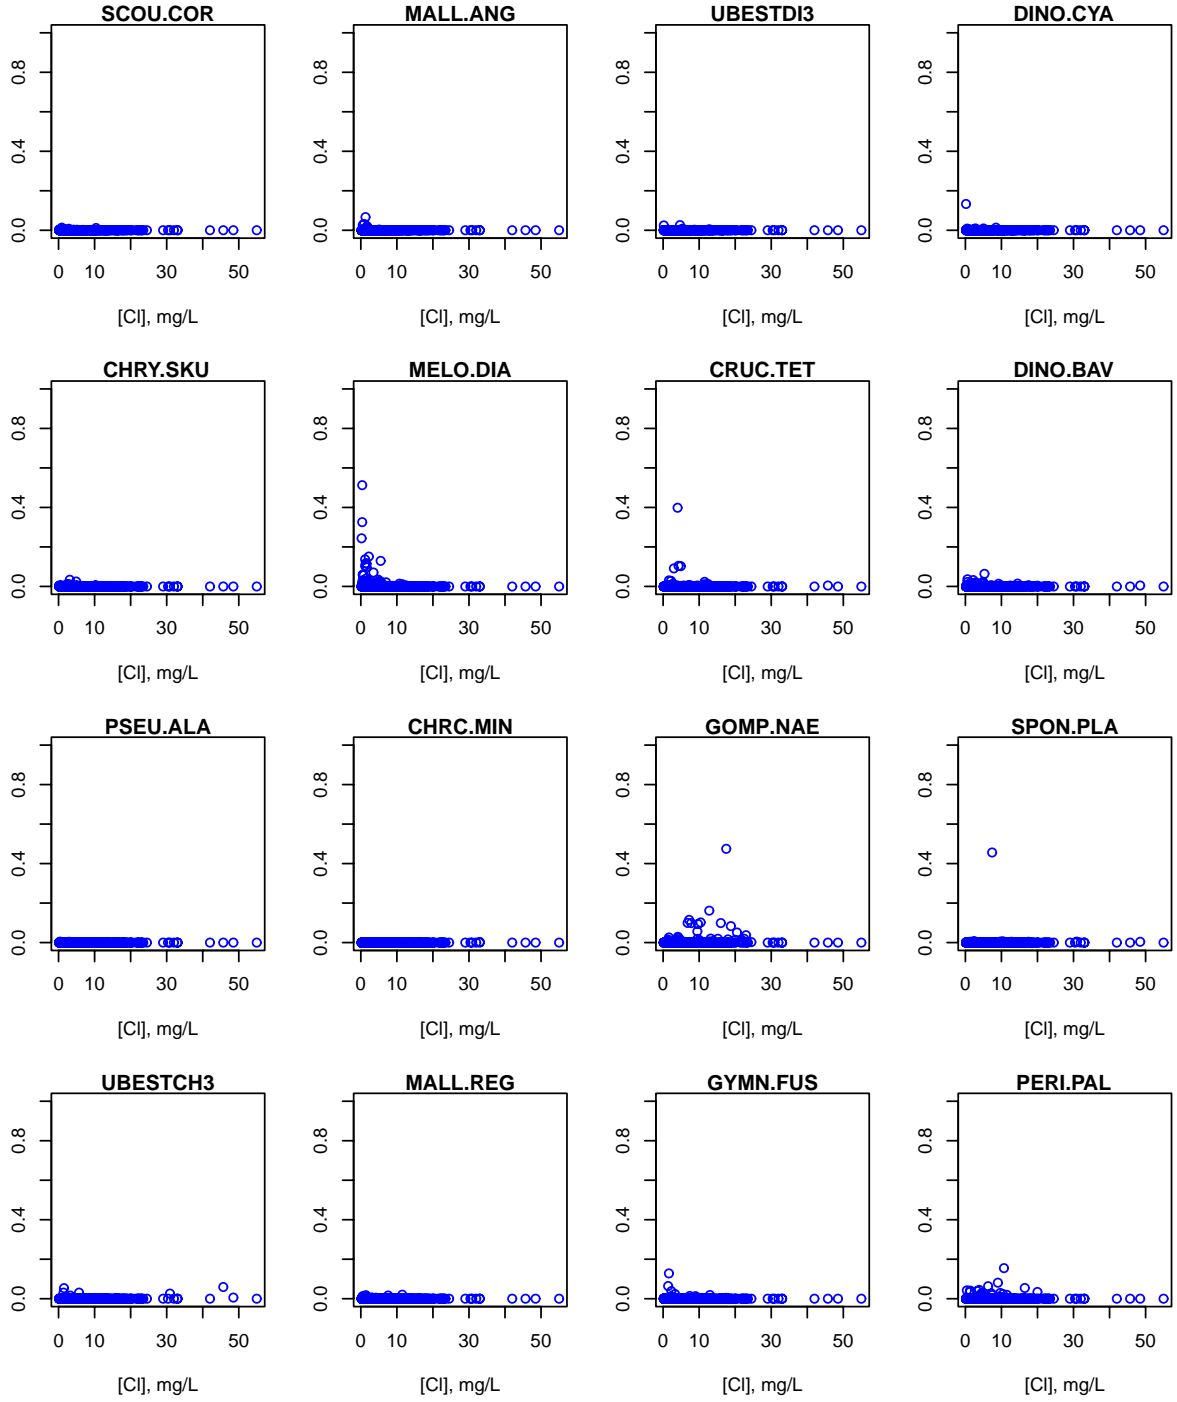 SCOU.COR MALL.ANG UBESTDI3 DINO.CYA
0.8 0.8 0.8 0.8
0.4 0.4 0.4 0.4
0.0 0.0 0.0 0.0
0 10 30 50 0 10 30 50 0 10 30 50 0 10 30 50
[Cl], mg/L [Cl], mg/L [Cl], mg/L [Cl], mg/L
CHRY.SKU MELO.DIA CRUC.TET DINO.BAV
0.8 0.8 0.8 0.8
0.4 0.4 0.4 0.4
0.0 0.0 0.0 0.0
0 10 30 50 0 10 30 50 0 10 30 50 0 10 30 50
[Cl], mg/L [Cl], mg/L [Cl], mg/L [Cl], mg/L
PSEU.ALA CHRC.MIN GOMP.NAE SPON.PLA
0.8 0.8 0.8 0.8
0.4 0.4 0.4 0.4
0.0 0.0 0.0 0.0
0 10 30 50 0 10 30 50 0 10 30 50 0 10 30 50
[Cl], mg/L [Cl], mg/L [Cl], mg/L [Cl], mg/L
UBESTCH3 MALL.REG GYMN.FUS PERI.PAL
0.8 0.8 0.8 0.8
0.4 0.4 0.4 0.4
0.0 0.0 0.0 0.0
0 10 30 50 0 10 30 50 0 10 30 50 0 10 30 50
[Cl], mg/L [Cl], mg/L [Cl], mg/L [Cl], mg/L